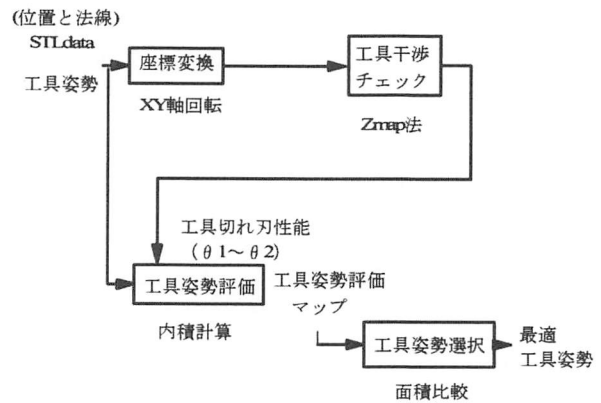 (位置と法線)
STLdata
工具姿勢
座標変換
XY軸回転
工具干渉
チェック
Zmap法
工具切れ刃性能
(θ1～θ2)
工具姿勢評価
内積計算
工具姿勢評価
マップ
工具姿勢選択
面積比較
最適
工具姿勢